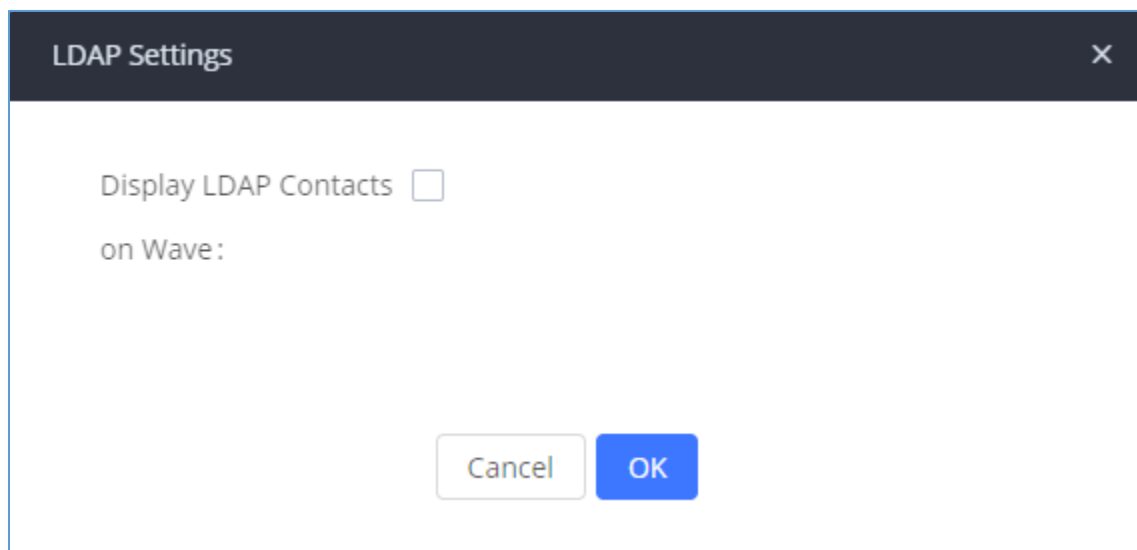 LDAP Settings
Display LDAP Contacts
on Wave:
Cancel
OK